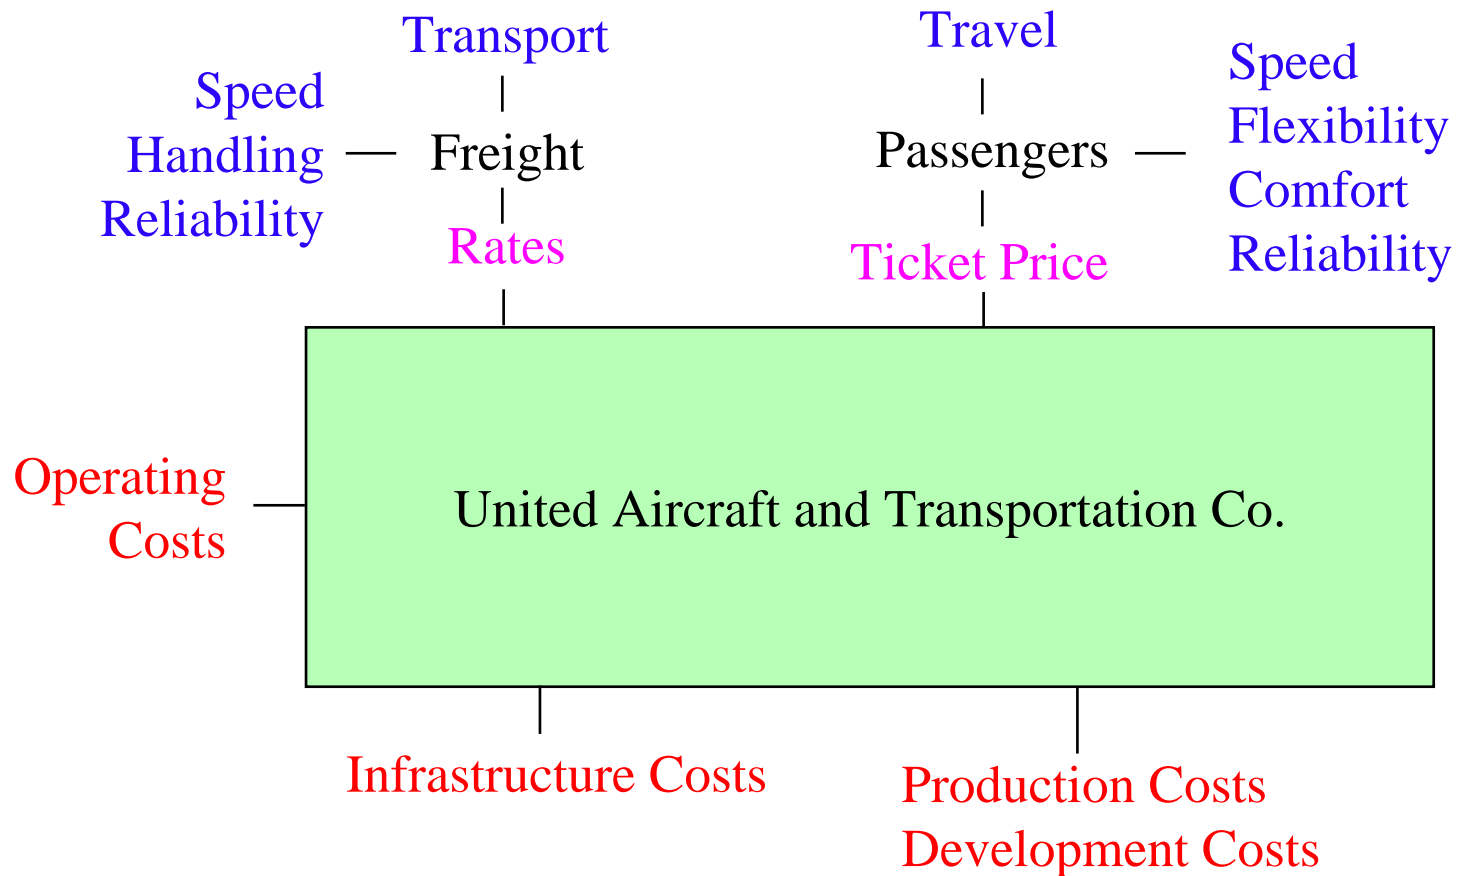 Transport
Travel
Speed
Handling
Reliability
Freight
Passengers
Speed
Flexibility
Comfort
Reliability
Rates
Ticket Price
Operating
Costs
United Aircraft and Transportation Co.
Infrastructure Costs
Production Costs
Development Costs